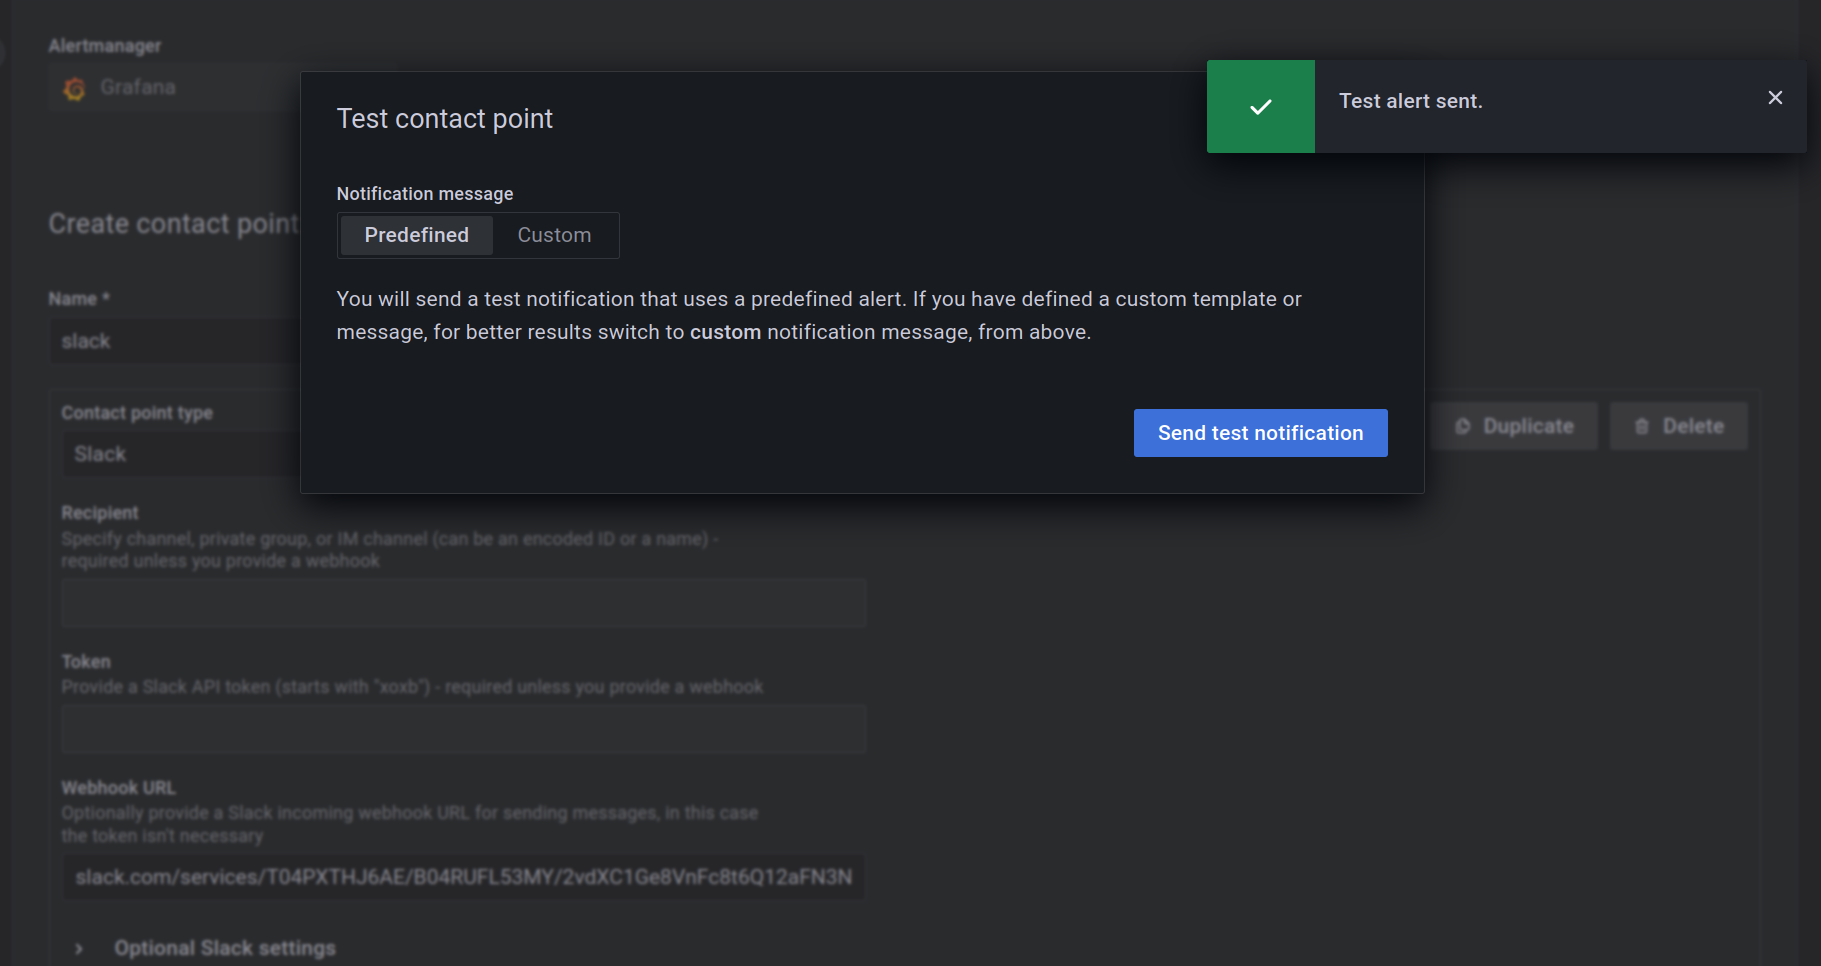 Alertmanager
Grafana
Test alert sent.
Test contact point
Notification message
Predefined Custom
You will send a test notification that uses a predefined alert. If you have defined a custom template or
message, for better results switch to custom notification message, from above.
Send test notification
Create contact point
Name *
slack
Contact point type
Slack
Duplicate Delete
Recipient
Specify channel, private group, or IM channel (can be an encoded ID or a name) -
required unless you provide a webhook
Token
Provide a Slack API token (starts with "xoxb") - required unless you provide a webhook
Webhook URL
Optionally provide a Slack incoming webhook URL for sending messages, in this case
the token isn't necessary
slack.com/services/T04PXTHJ6AE/B04RUFL53MY/2vdXC1Ge8VnFc8t6Q12aFN3N
Optional Slack settings